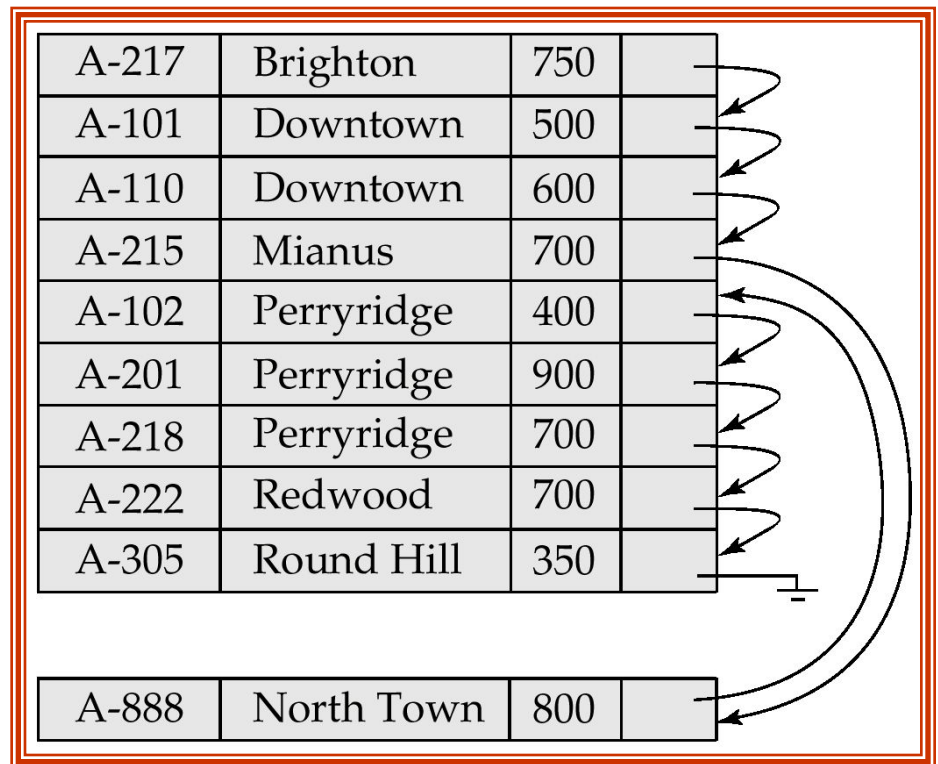 A-217 Brighton 750
A-101 Downtown 500
A-110 Downtown 600
A-215 Mianus 700
A-102 Perryridge 400
A-201 Perryridge 900
A-218 Perryridge 700
A-222 Redwood 700
A-305 Round Hill 350
A-888 North Town 800